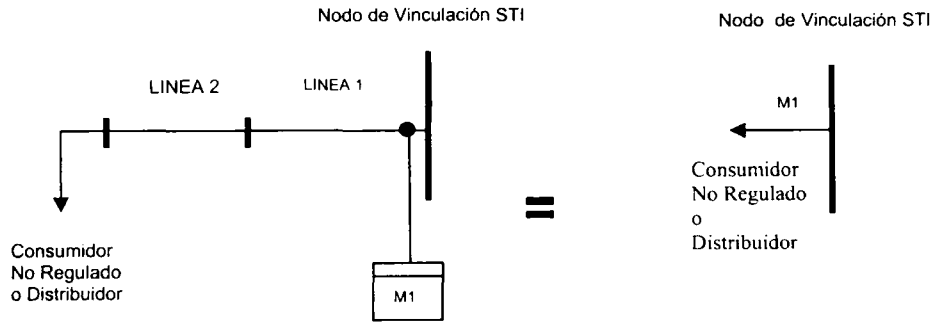 Nodo de Vinculación STI
LINEA 2
LINEA 1
Consumidor
No Regulado
o Distribuidor
M1
=
Nodo de Vinculación STI
M1
Consumidor
No Regulado
o
Distribuidor